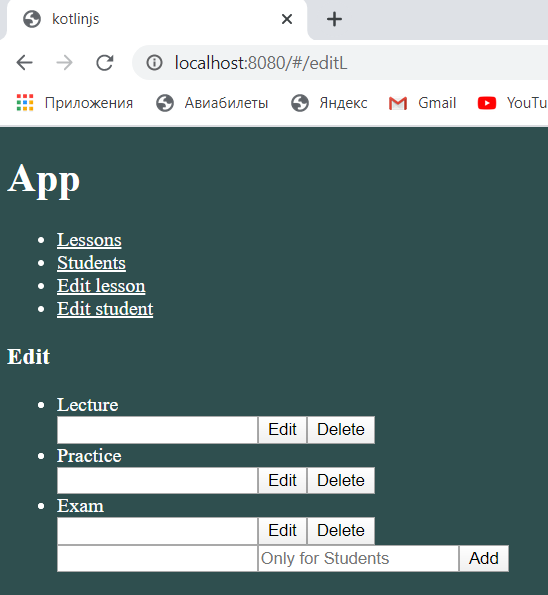 kotlinjs
localhost:8080/#/editL
Приложения Авиабилеты Яндекс Gmail YouTu
App
Lessons
Students
Edit lesson
Edit student
Edit
Lecture
Edit Delete
Practice
Edit Delete
Exam
Edit Delete
Only for Students Add